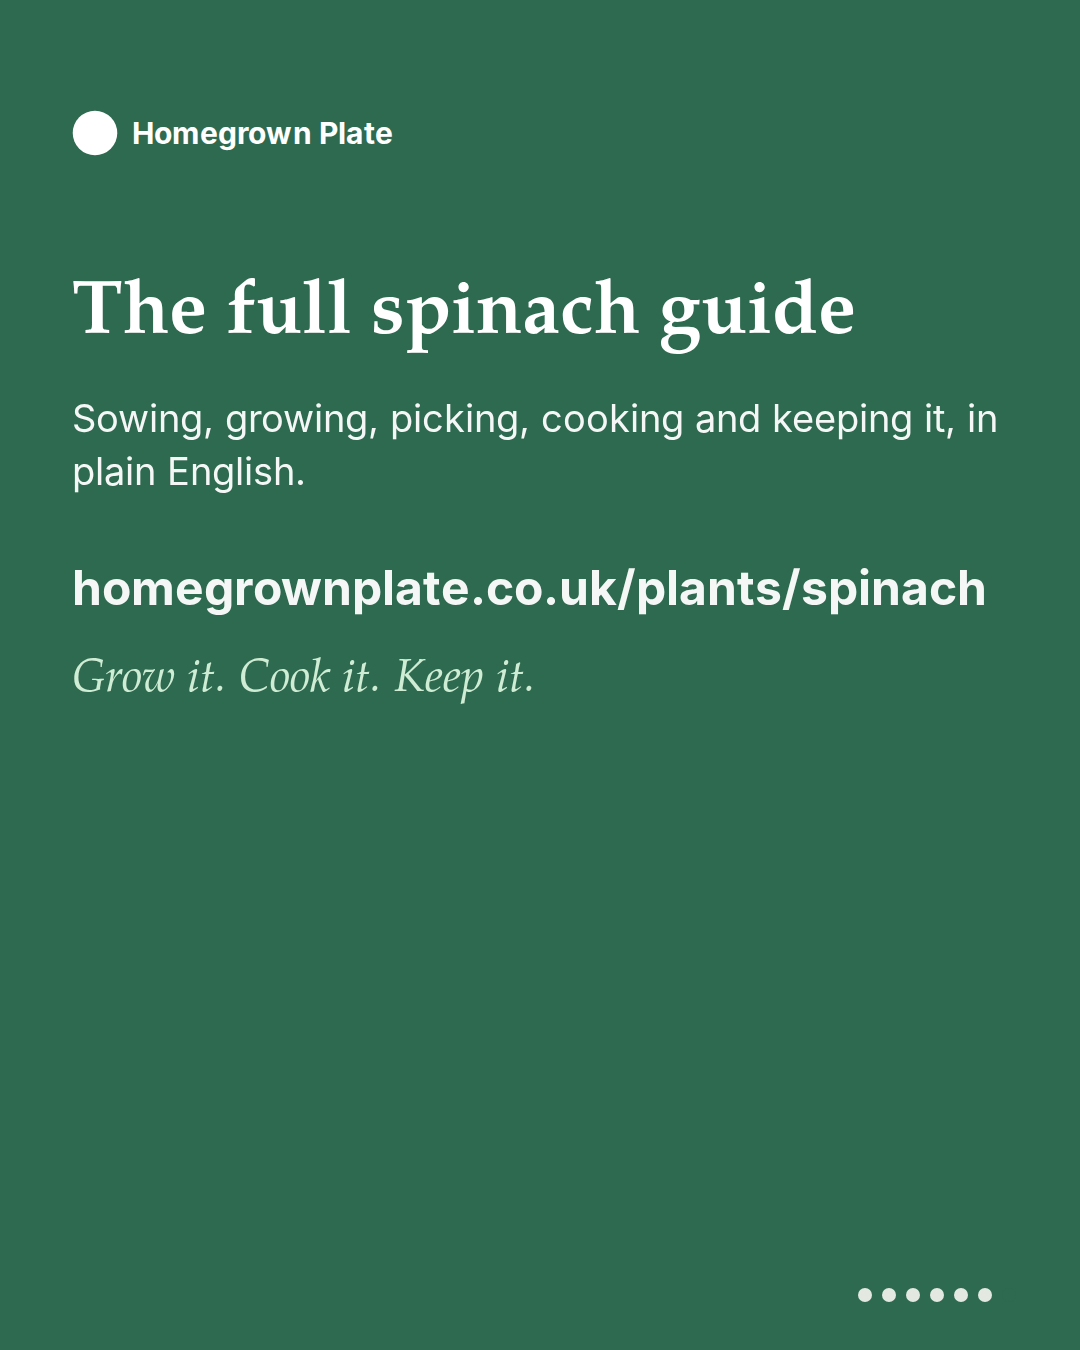 Homegrown Plate
The full spinach guide
Sowing, growing, picking, cooking and keeping it, in
plain English.
homegrownplate.co.uk/plants/spinach
Grow it. Cook it. Keep it.